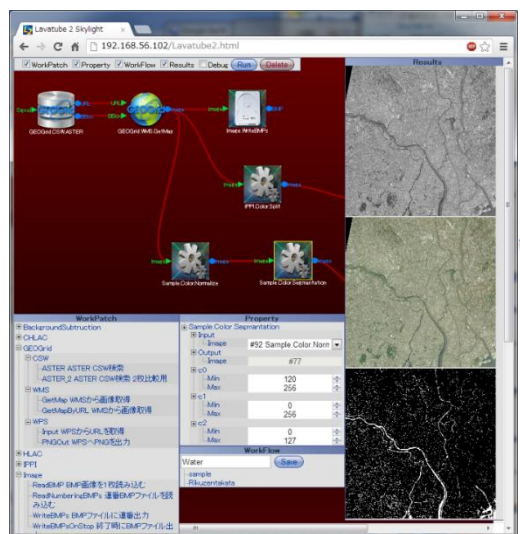 Lavatube 2 Skylight
192.168.56.102/Lavatube2.html
WorkPatch Property WorkFlow Results Debug Run Delete
Results
URL URL
GEOGrid CSW.ASTER
GEOGrid WMS.GetMap
Image
Image.WriteBMPs
Image
IPPI.Color.Split
Image
Sample.Color.Normalize
Image
Sample.Color.Segmantation
WorkPatch
BackgroundSubtruction
CHLAC
GEOGrid
CSW
ASTER ASTER CSW検索
ASTER_2 ASTER CSW検索 2枚比較用
WMS
GetMap WMSから画像取得
GetMapByURL WMSから画像取得
WPS
Input WPSからURLを取得
PNGOut WPSへPNGを出力
HLAC
IPPI
Image
ReadBMP BMP画像を1枚読み込む
ReadNumberingBMPs 連番BMPファイルを読み込む
WriteBMPs BMPファイルに連番出力
WriteBMPsOnStop 終了時にBMPファイル出
Property
Sample.Color Segmantation
Input
Image #92 Sample.Color.Norm
Output
Image #77
c0
Min 120
Max 256
c1
Min 0
Max 256
c2
Min 0
Max 127
WorkFlow
Water Save
sample
Rikuzentakata